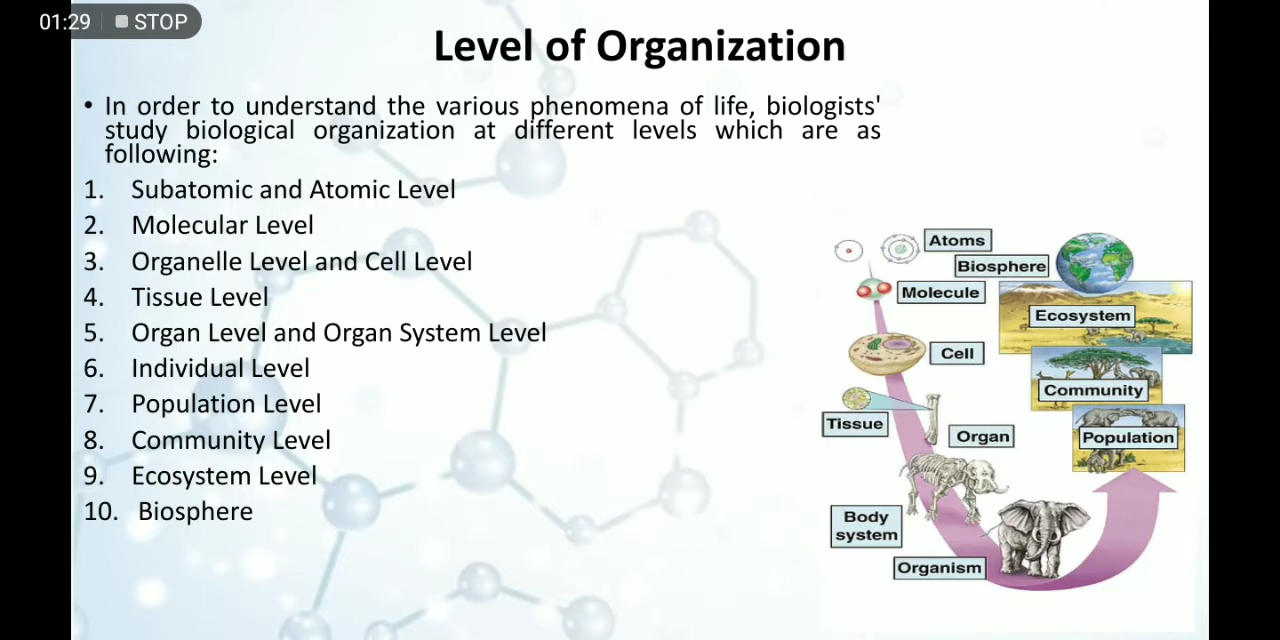 01:29 STOP
Level of Organization
• In order to understand the various phenomena of life, biologists'
study biological organization at different levels which are as
following:
1. Subatomic and Atomic Level
2. Molecular Level
3. Organelle Level and Cell Level
4. Tissue Level
5. Organ Level and Organ System Level
6. Individual Level
7. Population Level
8. Community Level
9. Ecosystem Level
10. Biosphere
Atoms
Biosphere
Molecule
Ecosystem
Cell
Community
Tissue
Organ
Population
Body
system
Organism